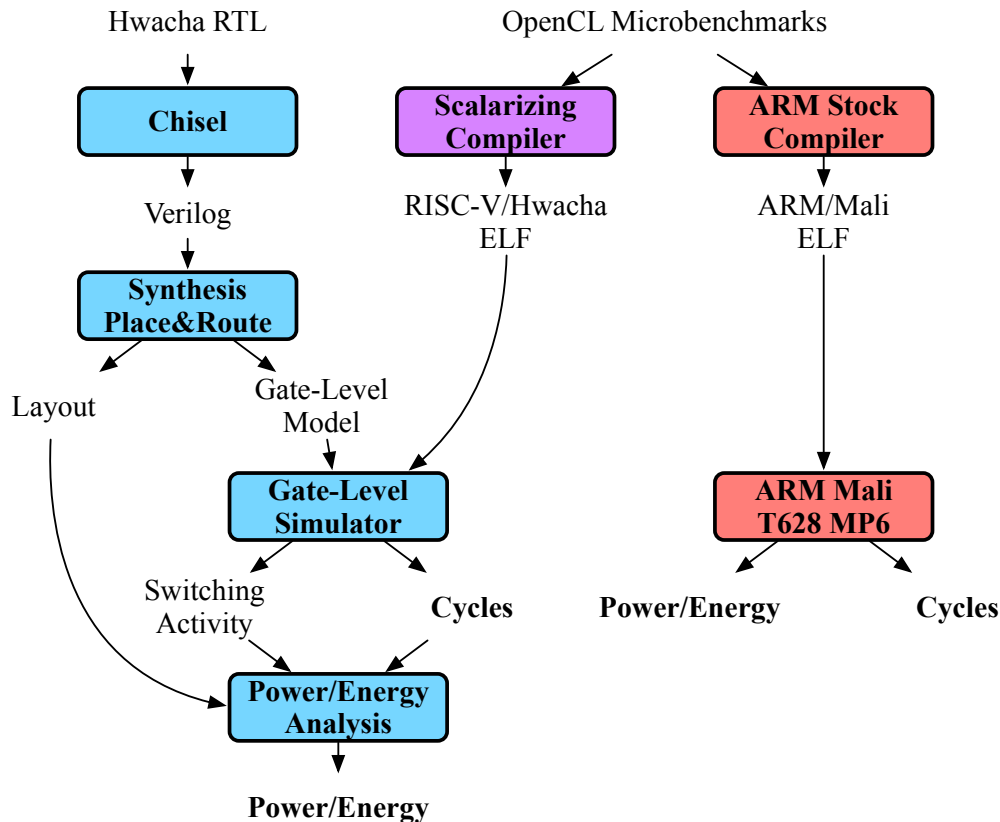 Hwacha RTL
OpenCL Microbenchmarks
Chisel
Scalarizing
Compiler
ARM Stock
Compiler
Verilog
RISC-V/Hwacha
ELF
ARM/Mali
ELF
Synthesis
Place&Route
Layout
Gate-Level
Model
Gate-Level
Simulator
ARM Mali
T628 MP6
Switching
Activity
Cycles
Power/Energy
Cycles
Power/Energy
Analysis
Power/Energy